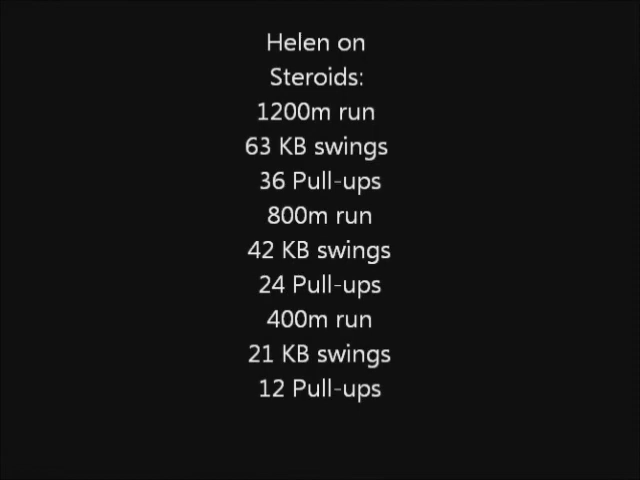 Helen on
Steroids:
1200m run
63 KB swings
36 Pull-ups
800m run
42 KB swings
24 Pull-ups
400m run
21 KB swings
12 Pull-ups